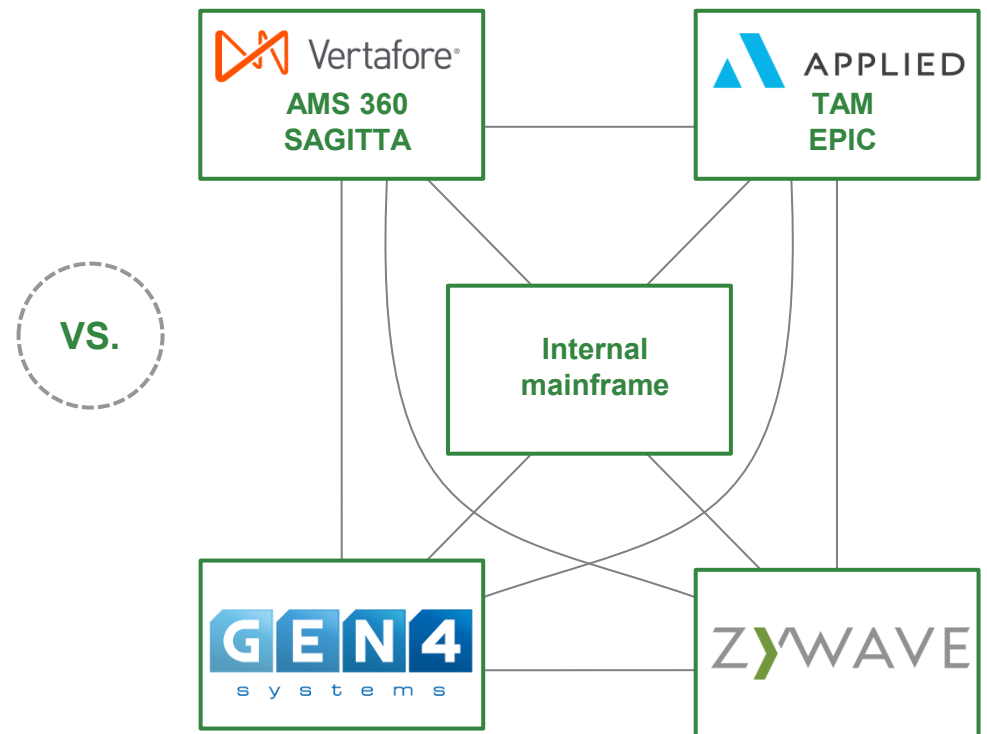 Vertafore®
AMS 360
SAGITTA
APPLIED
TAM
EPIC
VS.
Internal
mainframe
GEN4
systems
ZYWAVE